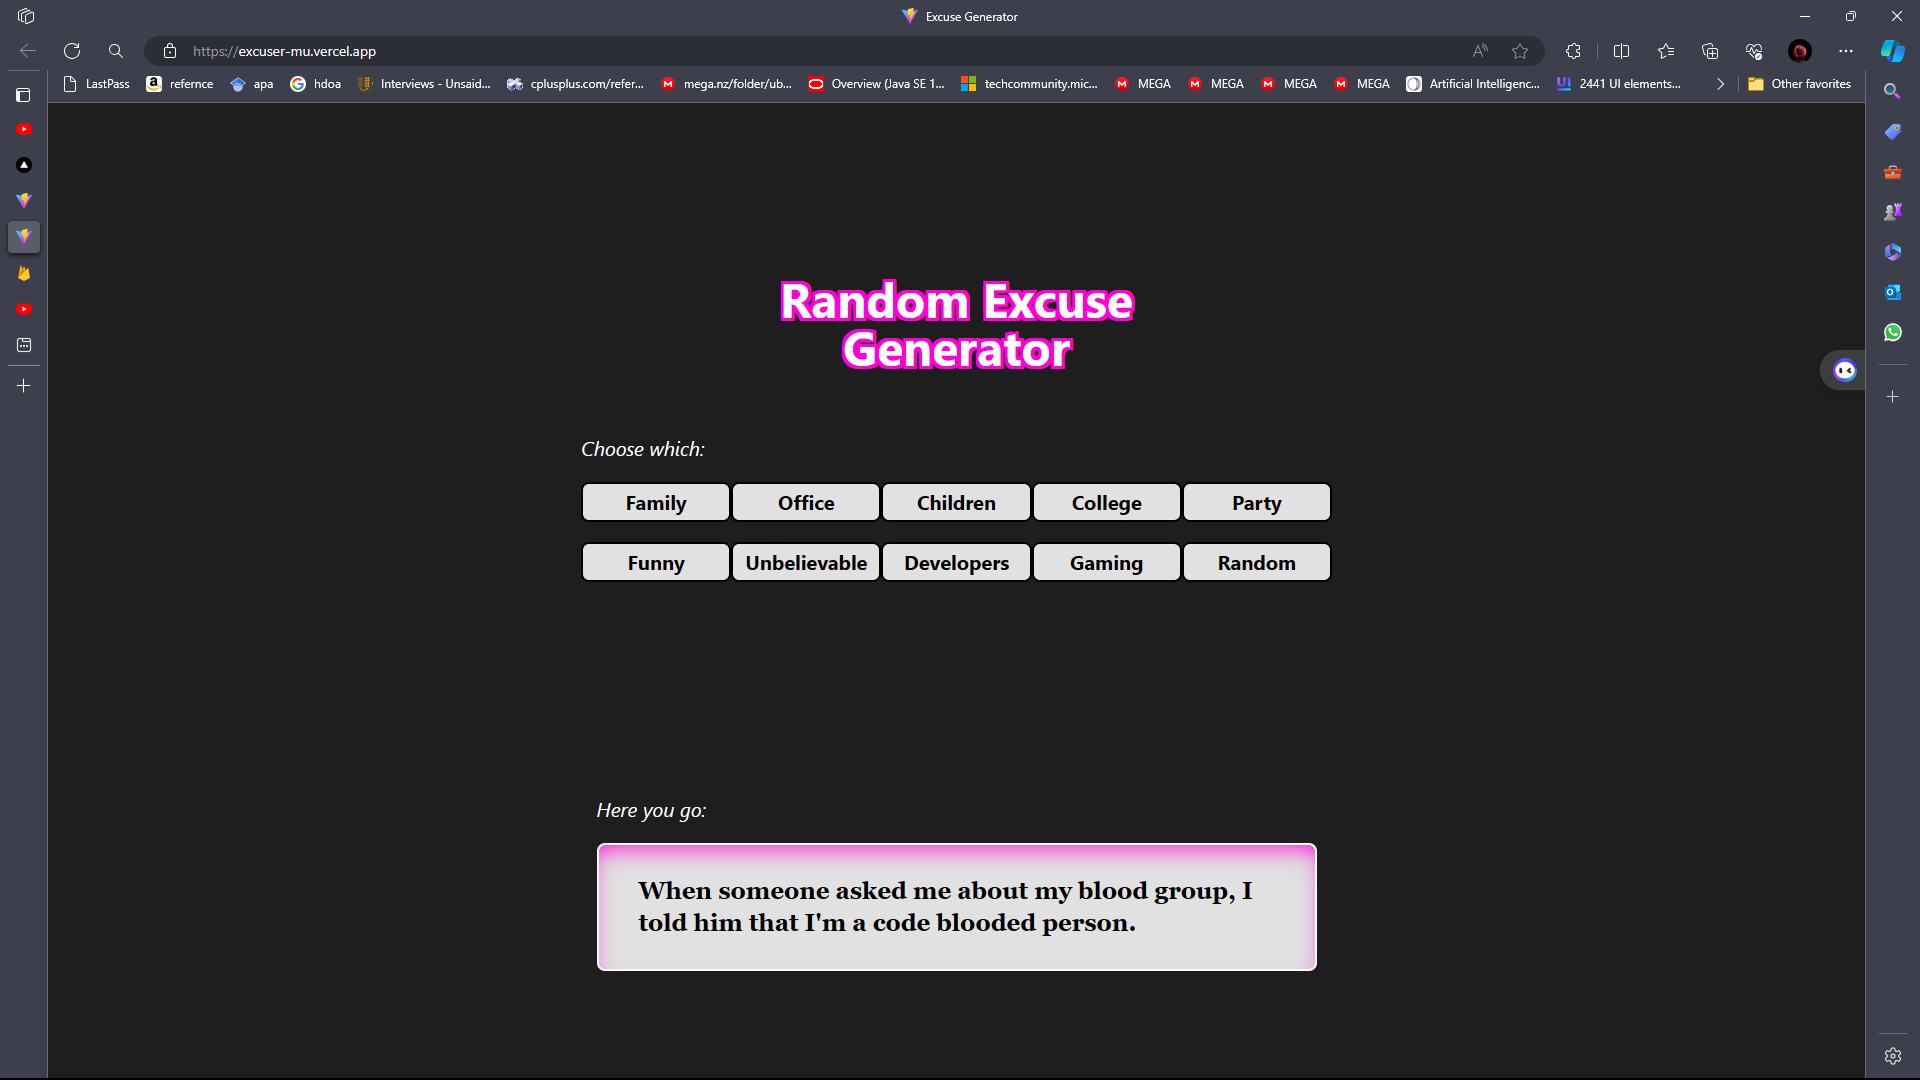 Excuse Generator
https://excuser-mu.vercel.app
LastPass
refernce
apa
hdoa
Interviews - Unsaid...
cplusplus.com/refer...
mega.nz/folder/ub...
Overview (Java SE 1...
techcommunity.mic...
MEGA
MEGA
MEGA
MEGA
Artificial Intelligenc...
2441 UI elements...
Other favorites
Random Excuse
Generator
Choose which:
Family
Office
Children
College
Party
Funny
Unbelievable
Developers
Gaming
Random
Here you go:
When someone asked me about my blood group, I
told him that I'm a code blooded person.